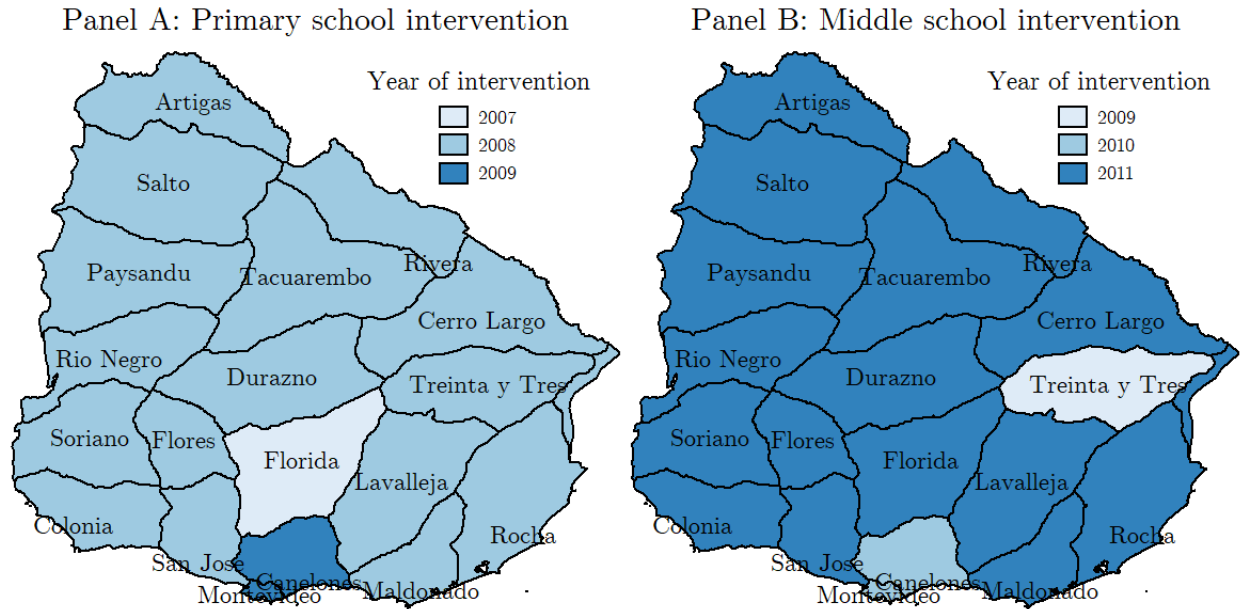 Panel A: Primary school intervention
Year of intervention
2007
2008
2009
Artigas
Salto
Paysandu
Tacuarembo
Rivera
Cerro Largo
Rio Negro
Durazno
Treinta y Tres
Soriano
Flores
Florida
Lavalleja
Colonia
San Jose
Rocha
Canelones
Montevideo
Maldonado
Panel B: Middle school intervention
Year of intervention
2009
2010
2011
Artigas
Salto
Paysandu
Tacuarembo
Rivera
Cerro Largo
Rio Negro
Durazno
Treinta y Tres
Soriano
Flores
Florida
Lavalleja
Colonia
San Jose
Rocha
Canelones
Montevideo
Maldonado